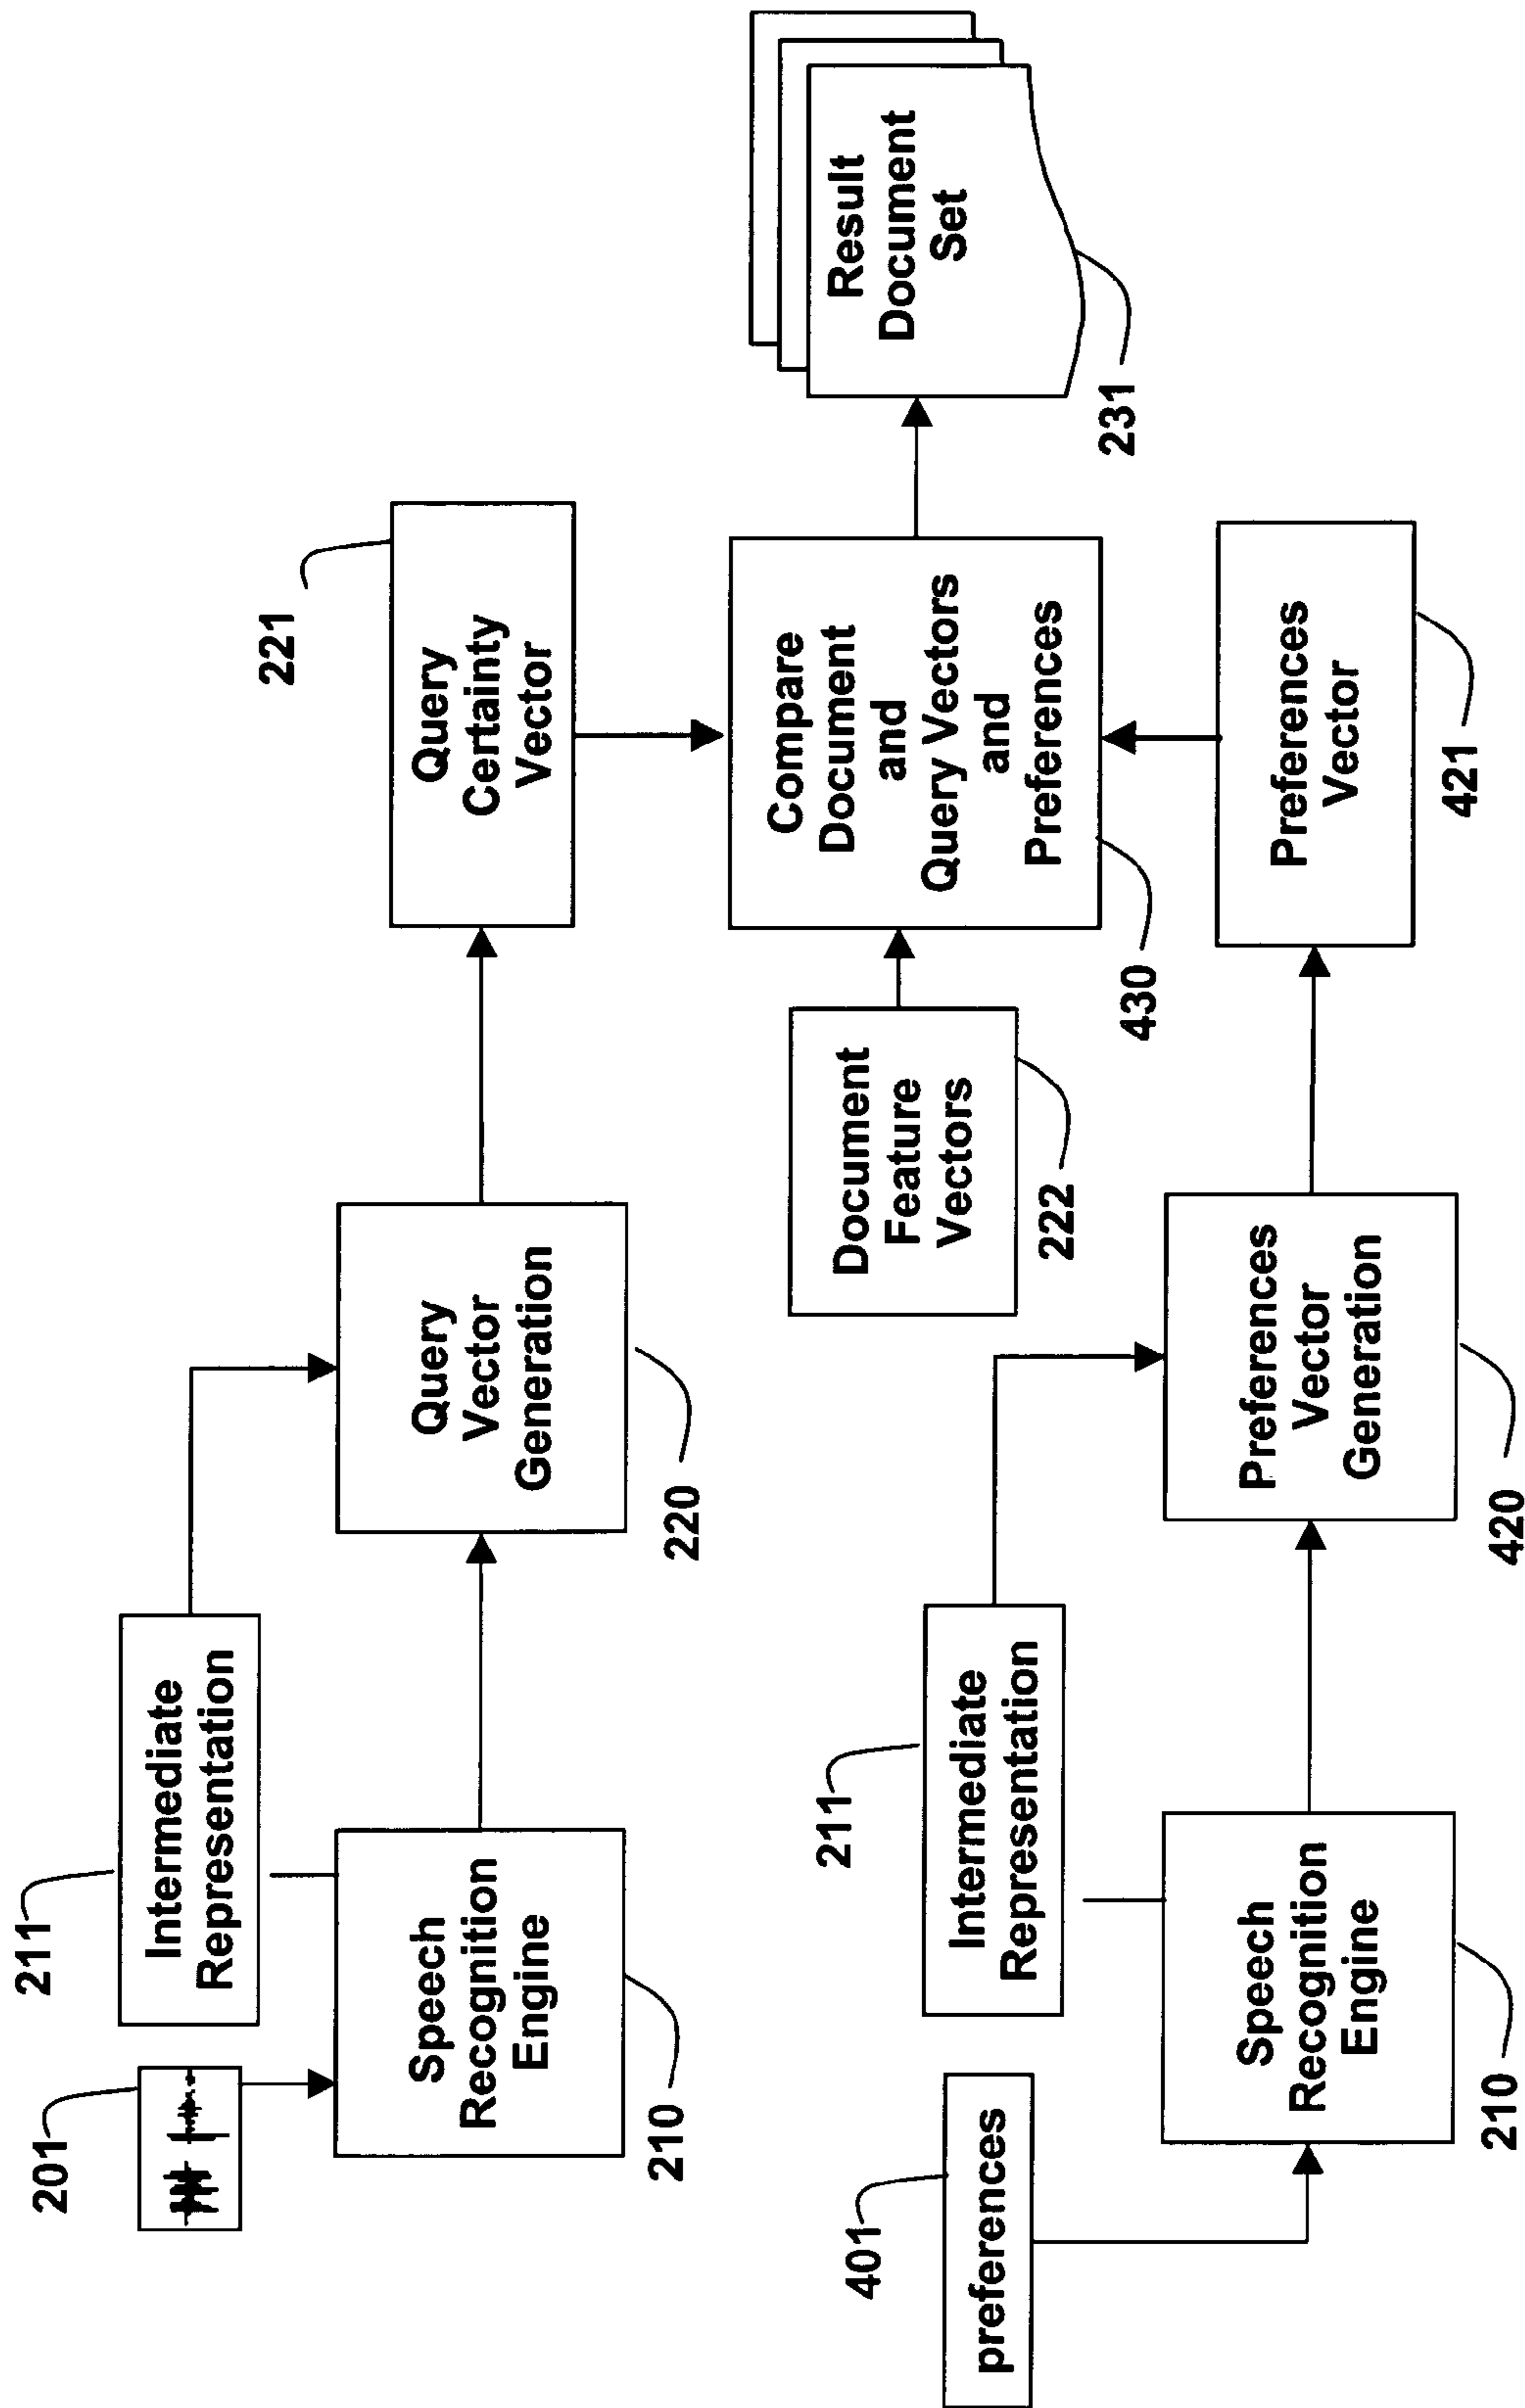 201
211
Intermediate
Representation
Speech
Recognition
Engine
210
Query
Vector
Generation
220
Query
Certainty
Vector
221
Document
Feature
Vectors
222
Compare
Document
and
Query Vectors
and
Preferences
430
Result
Document
Set
231
401
preferences
211
Intermediate
Representation
Speech
Recognition
Engine
210
Preferences
Vector
Generation
420
Preferences
Vector
421